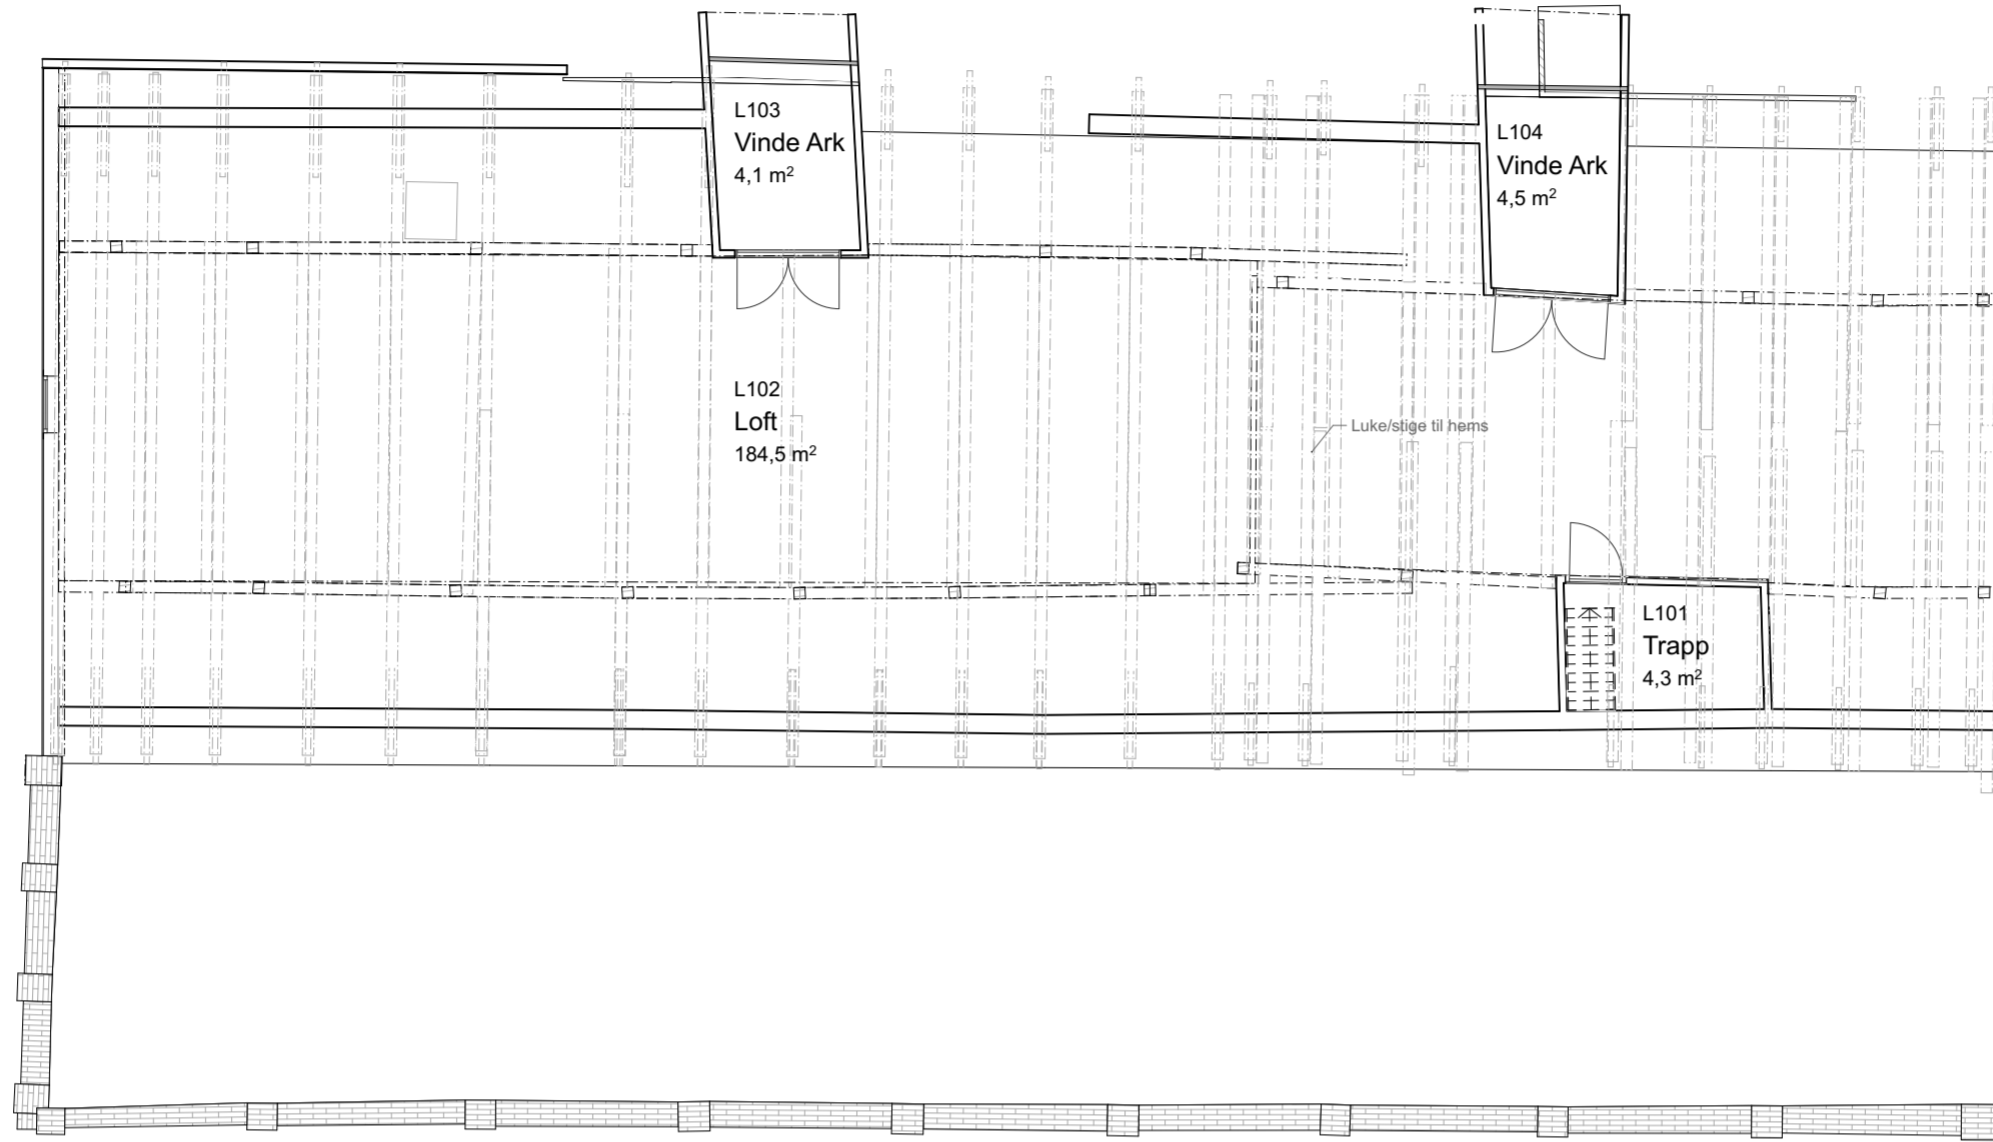 L103
Vinde Ark
4,1 m²
L104
Vinde Ark
4,5 m²
L102
Loft
184,5 m²
Luke/stige til hems
L101
Trapp
4,3 m²